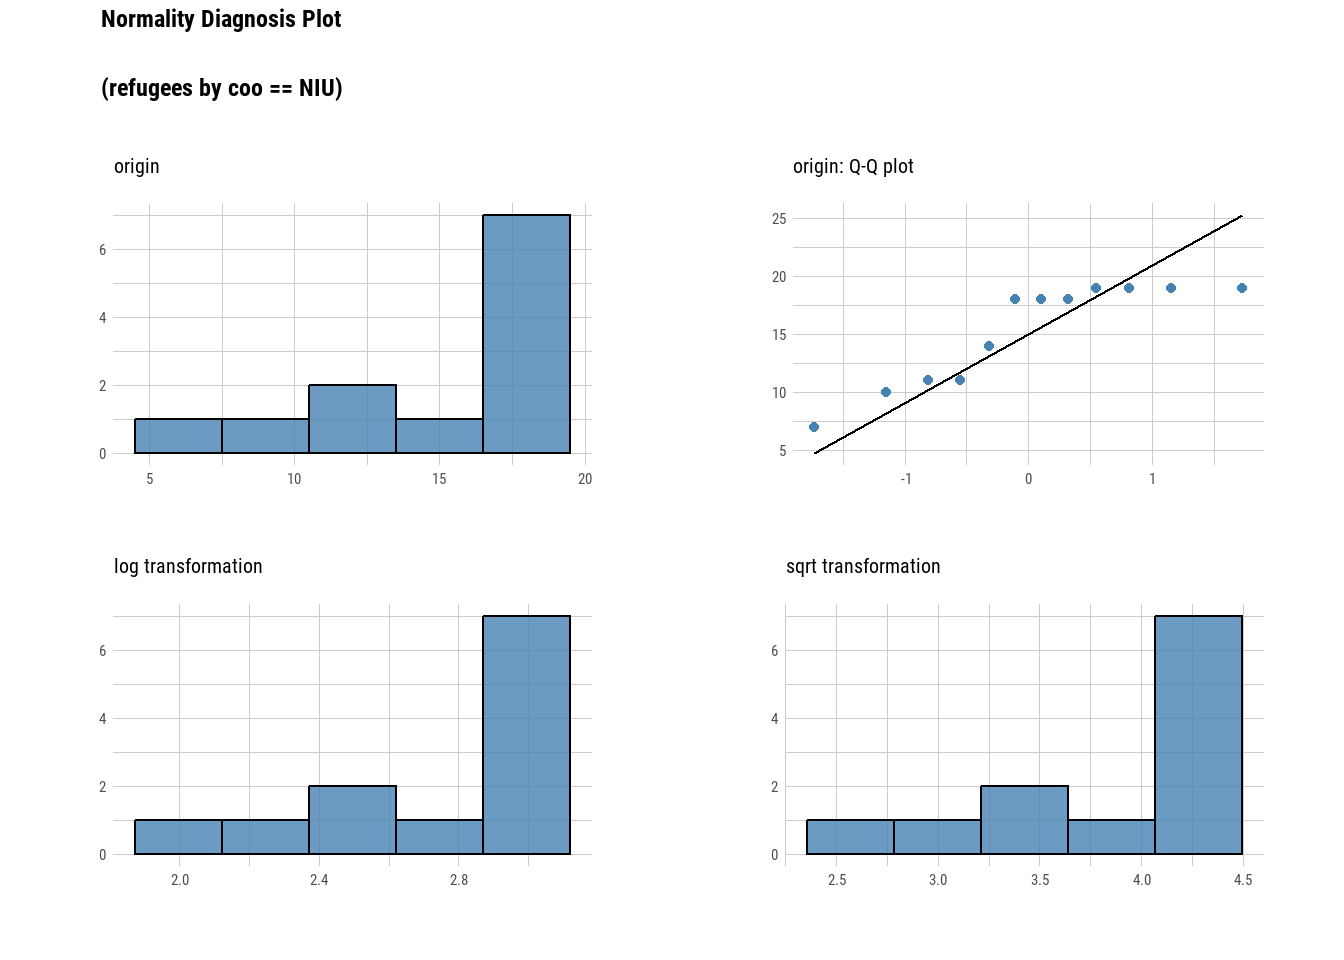 Normality Diagnosis Plot
(refugees by coo == NIU)
origin
6
4
2
0
5 10 15 20
origin: Q-Q plot
25
20
15
10
5
-1 0 1
log transformation
6
4
2
0
2.0 2.4 2.8
sqrt transformation
6
4
2
0
2.5 3.0 3.5 4.0 4.5